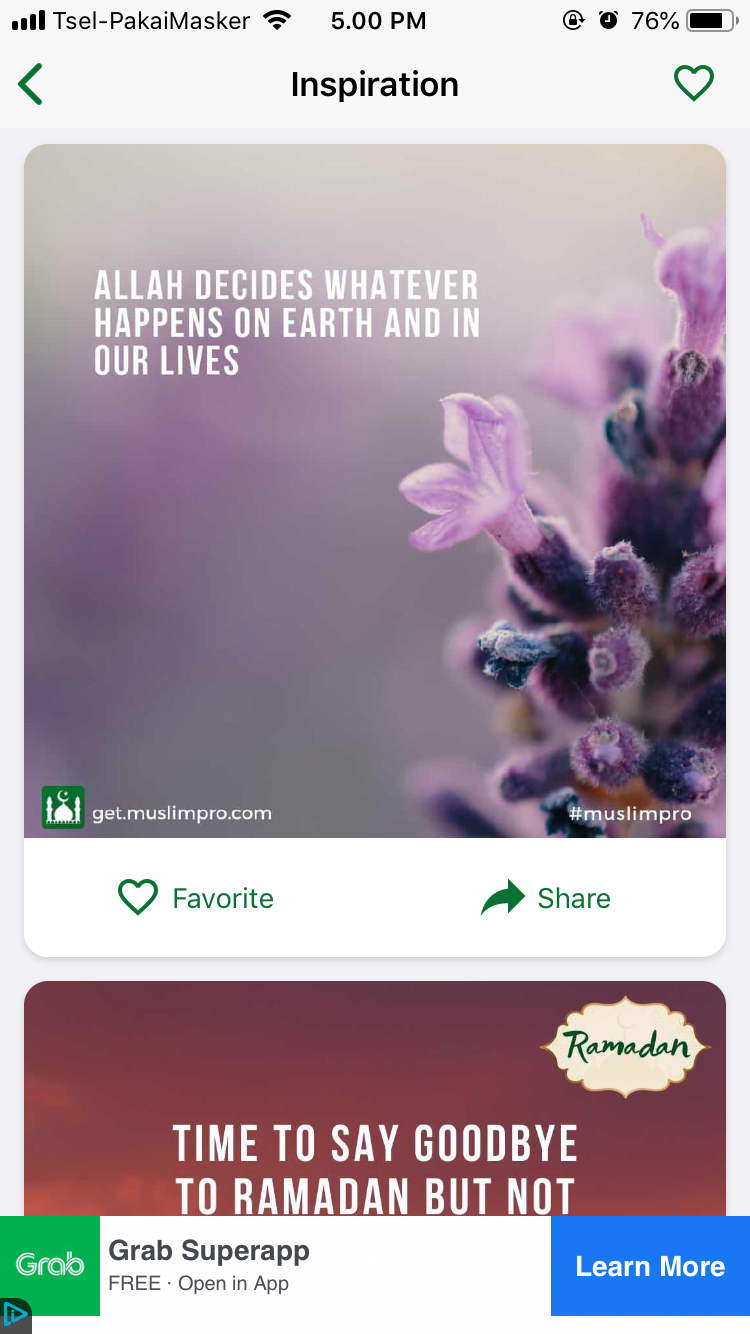 Tsel-PakaiMasker 5.00 PM 76%
Inspiration
ALLAH DECIDES WHATEVER
HAPPENS ON EARTH AND IN
OUR LIVES
get.muslimpro.com #muslimpro
Favorite Share
Ramadan
TIME TO SAY GOODBYE
TO RAMADAN BUT NOT
Grab
Grab Superapp
FREE · Open in App
Learn More